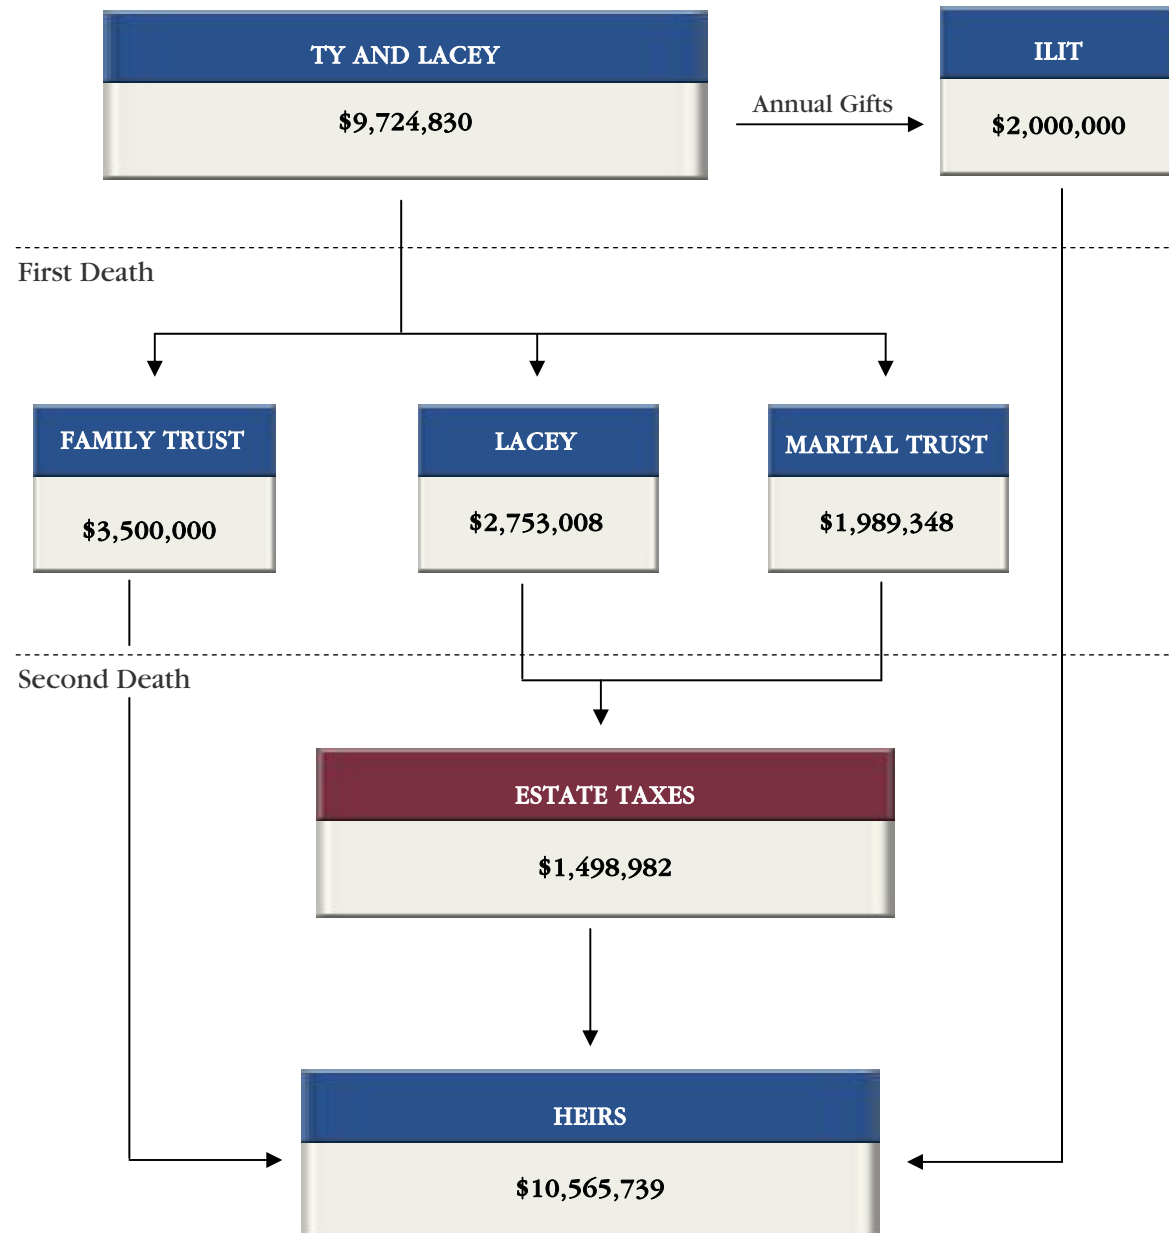 TY AND LACEY
$9,724,830
Annual Gifts
ILIT
$2,000,000
First Death
FAMILY TRUST
$3,500,000
LACEY
$2,753,008
MARITAL TRUST
$1,989,348
Second Death
ESTATE TAXES
$1,498,982
HEIRS
$10,565,739